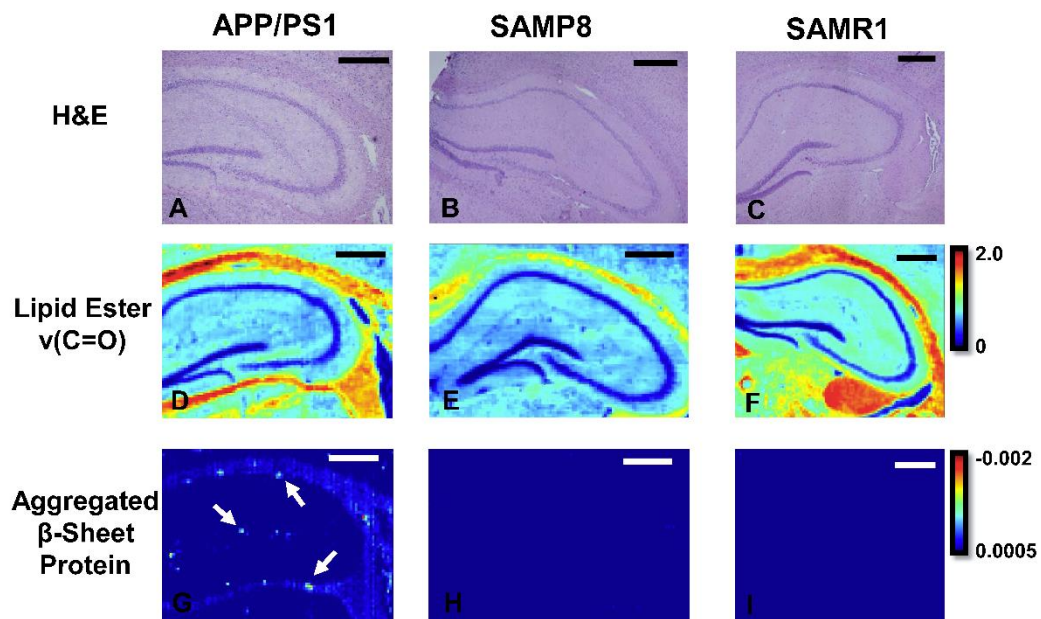 APP/PS1 SAMP8 SAMR1
H&E
A B C
Lipid Ester
ν(C=O)
D E F
2.0
0
Aggregated
β-Sheet
Protein
G H I
-0.002
0.0005